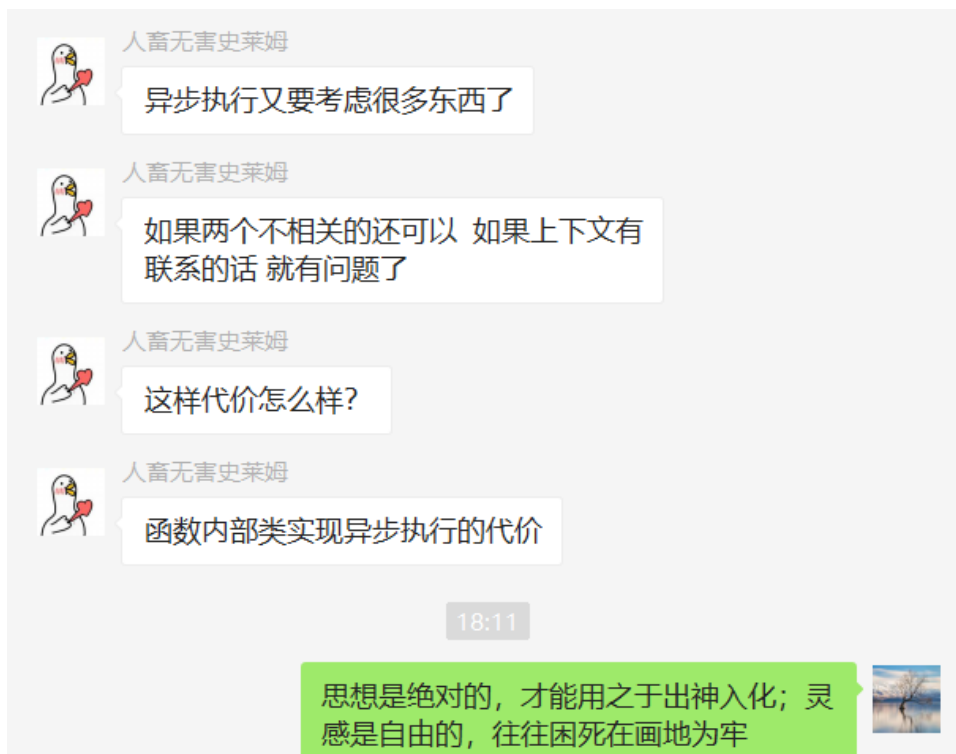 人畜无害史莱姆
异步执行又要考虑很多东西了
人畜无害史莱姆
如果两个不相关的还可以 如果上下文有
联系的话 就有问题了
人畜无害史莱姆
这样代价怎么样？
人畜无害史莱姆
函数内部类实现异步执行的代价
18:11
思想是绝对的，才能用之于出神入化；灵
感是自由的，往往困死在画地为牢